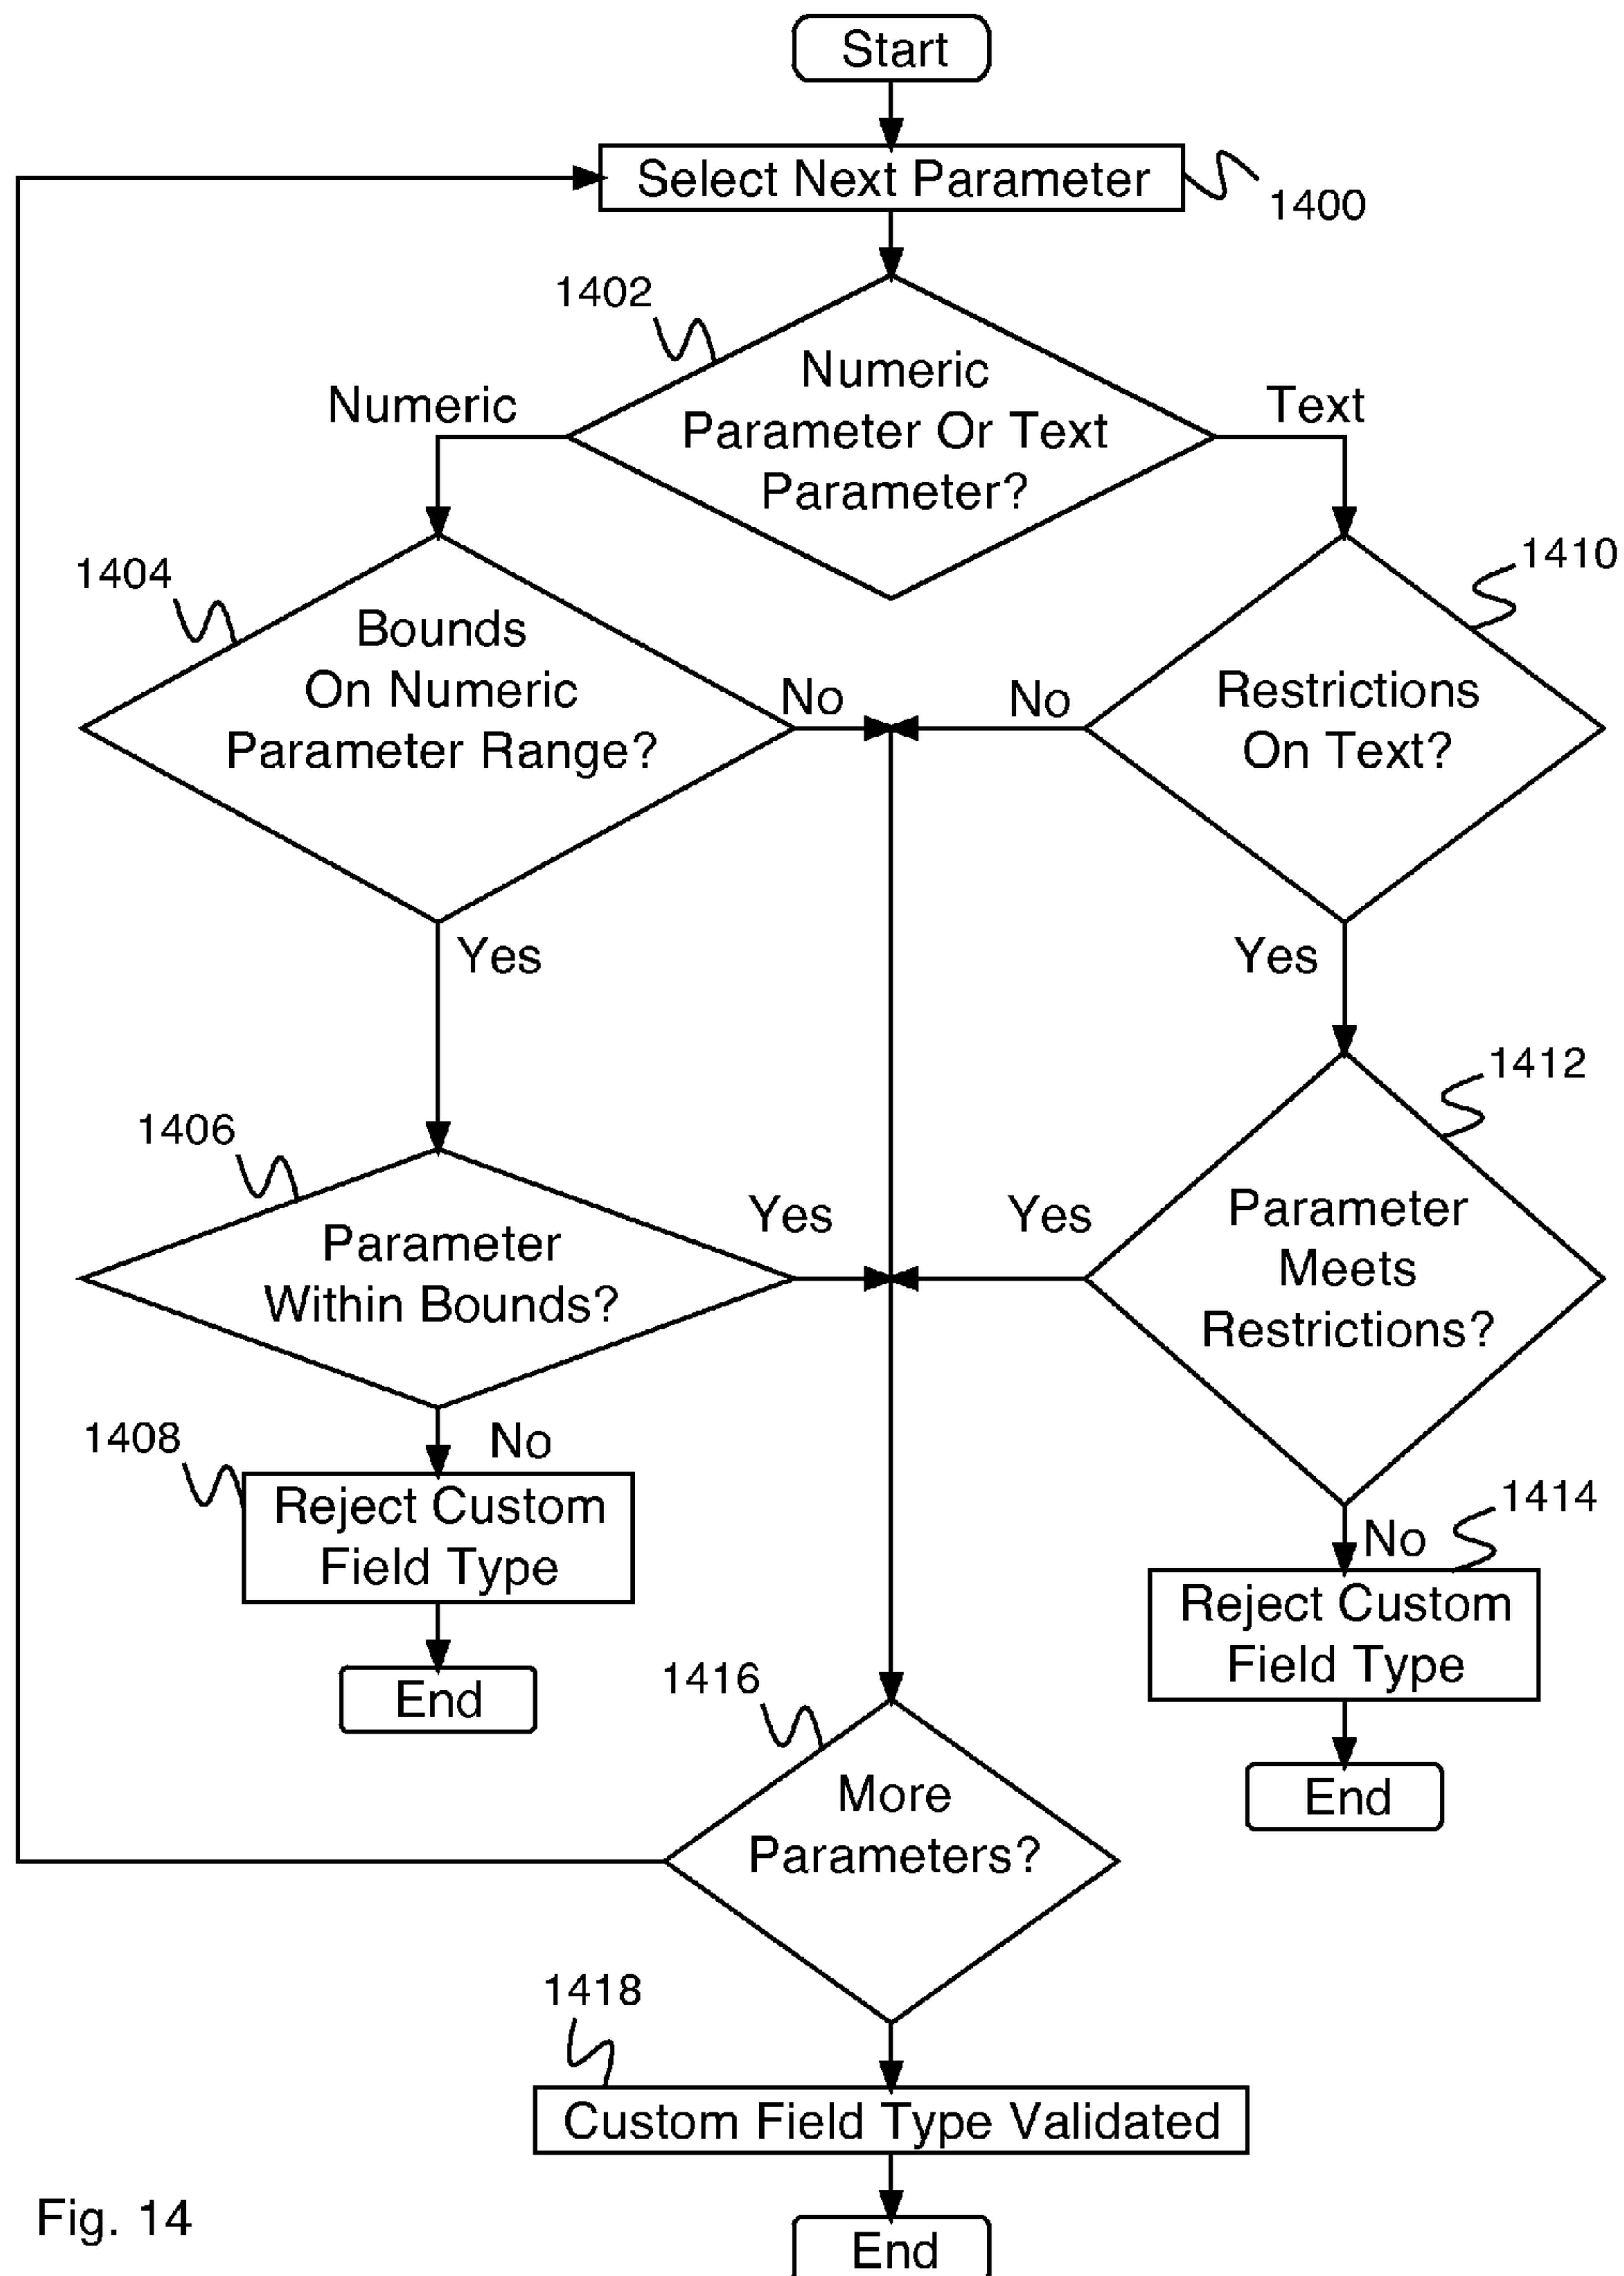 Start
Select Next Parameter
1400
1402
Numeric
Parameter Or Text
Parameter?
Numeric
Text
1404
Bounds
On Numeric
Parameter Range?
No
No
1410
Restrictions
On Text?
Yes
Yes
1406
Parameter
Within Bounds?
Yes
Yes
1412
Parameter
Meets
Restrictions?
1408
No
Reject Custom
Field Type
End
No
1414
Reject Custom
Field Type
End
1416
More
Parameters?
1418
Custom Field Type Validated
End
Fig. 14